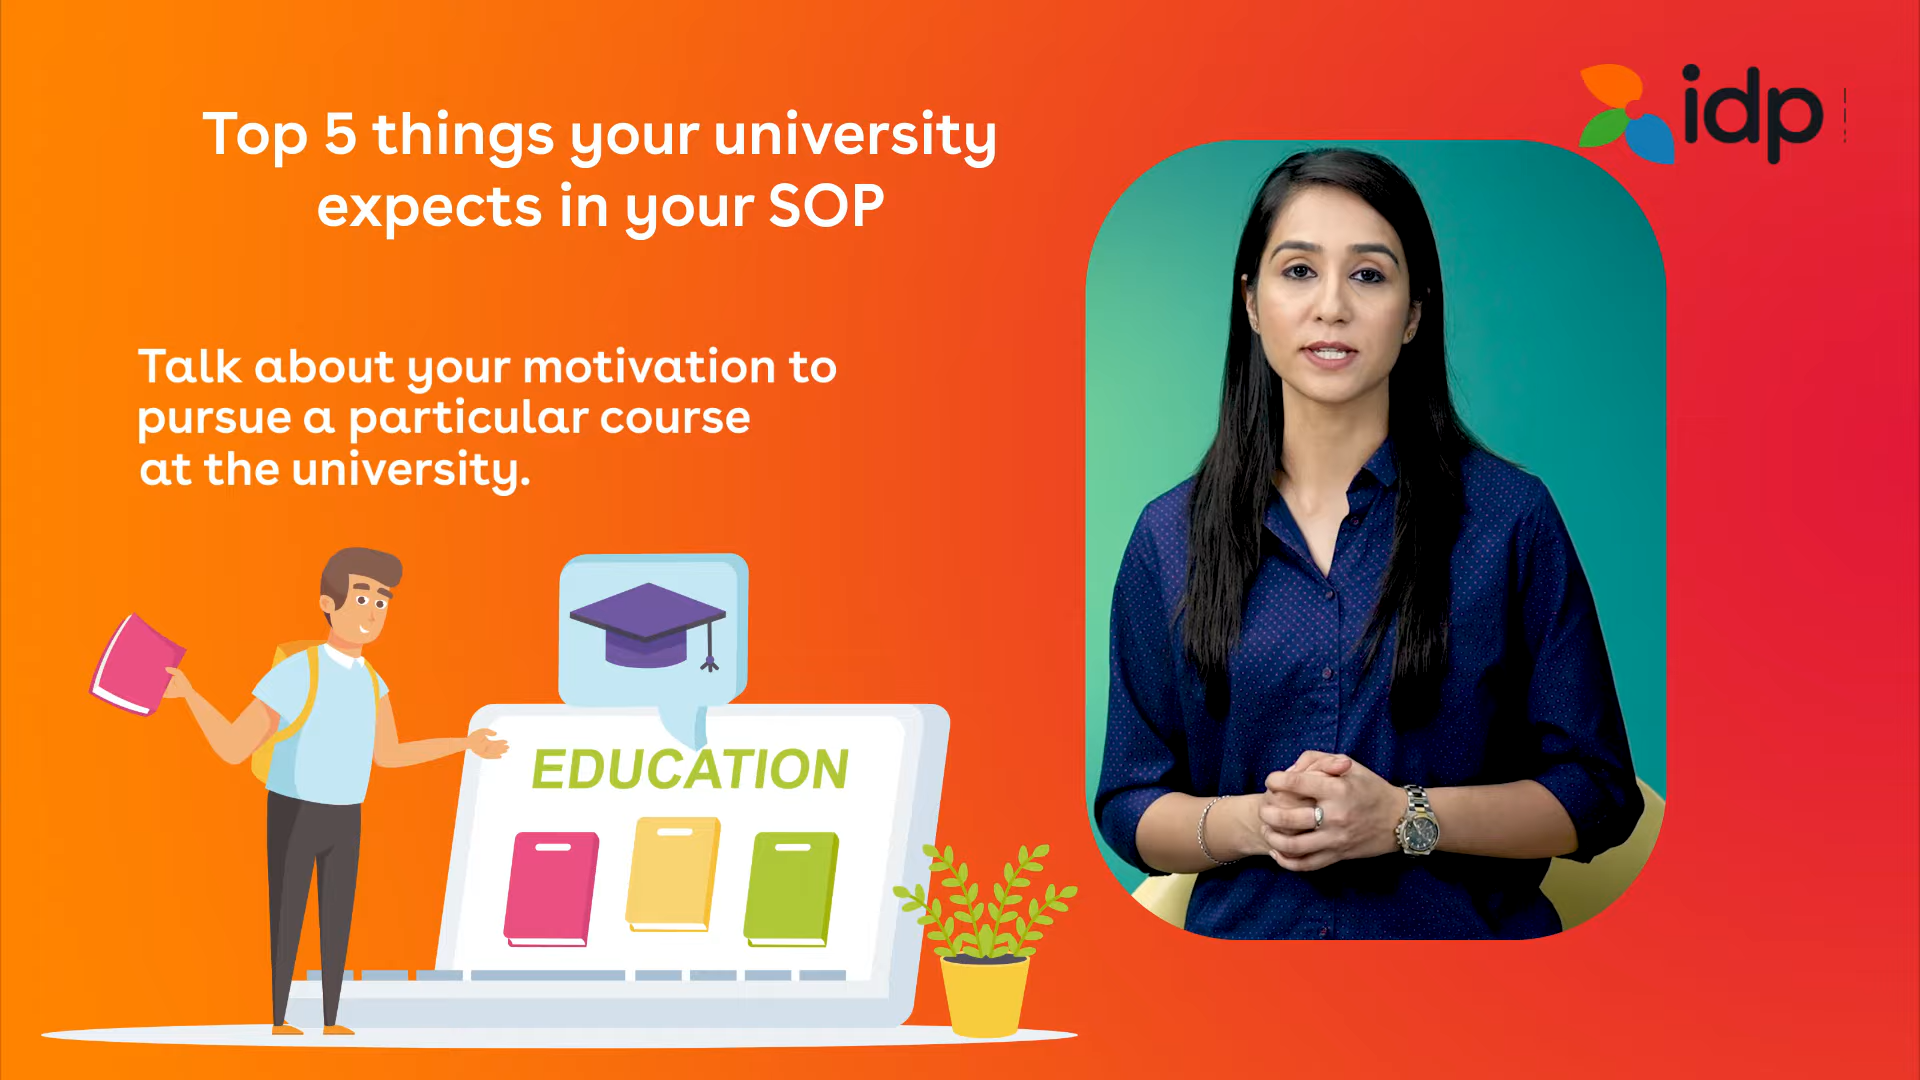 Top 5 things your university
expects in your SOP
idp
Talk about your motivation to
pursue a particular course
at the university.
EDUCATION